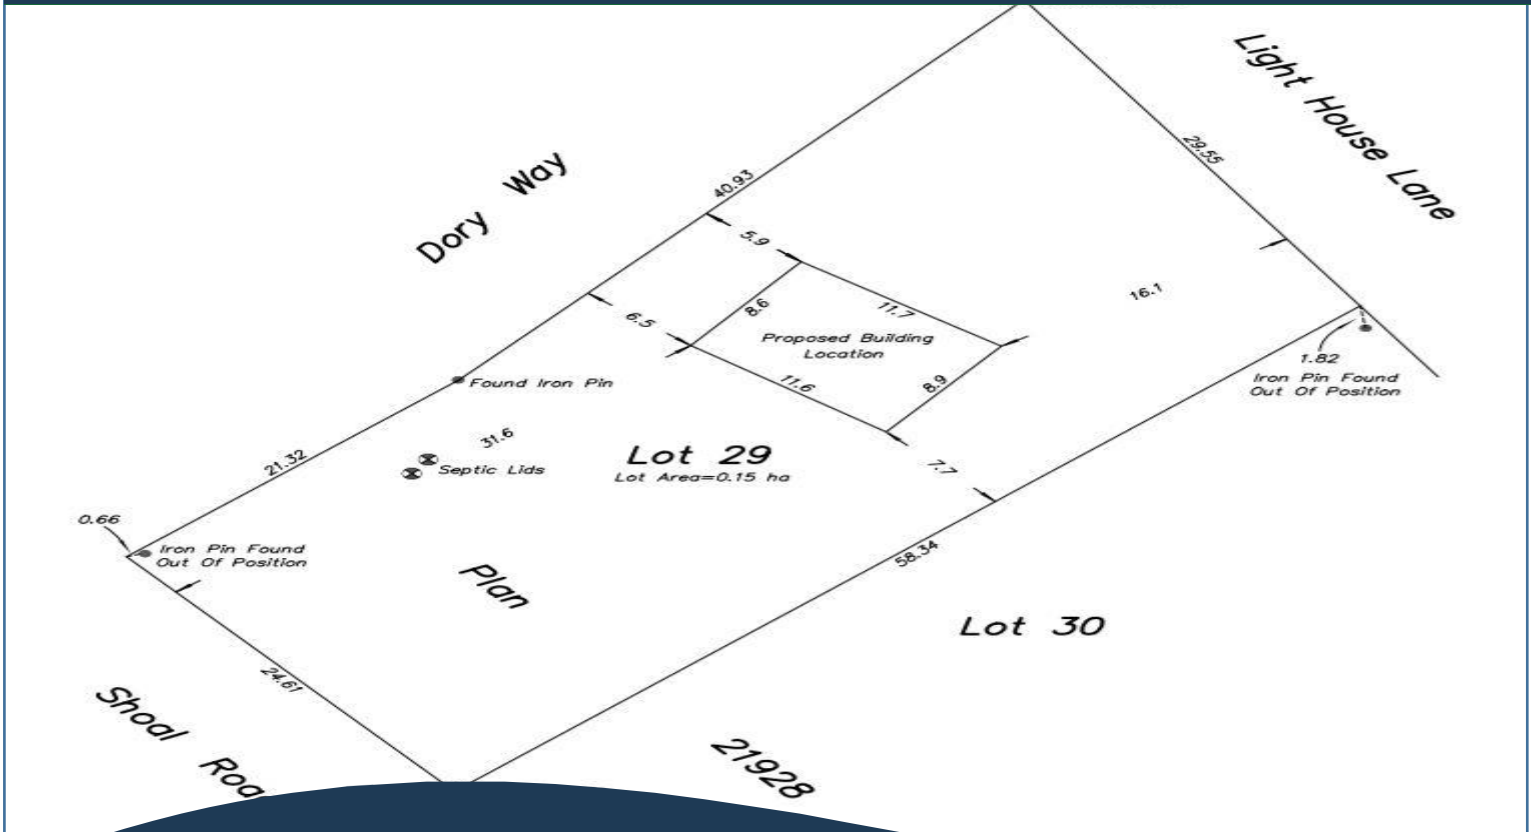 Light House Lane
29.55
40.93
Dory Way
5.9
16.1
8.6
11.7
6.5
Proposed Building
Location
1.82
Iron Pin Found
Out Of Position
Found Iron Pin
11.6
8.9
31.6
Lot 29
Lot Area=0.15 ha
21.32
Septic Lids
7.7
0.66
Iron Pin Found
Out Of Position
58.34
Plan
Lot 30
24.61
Shoal Roa
21928